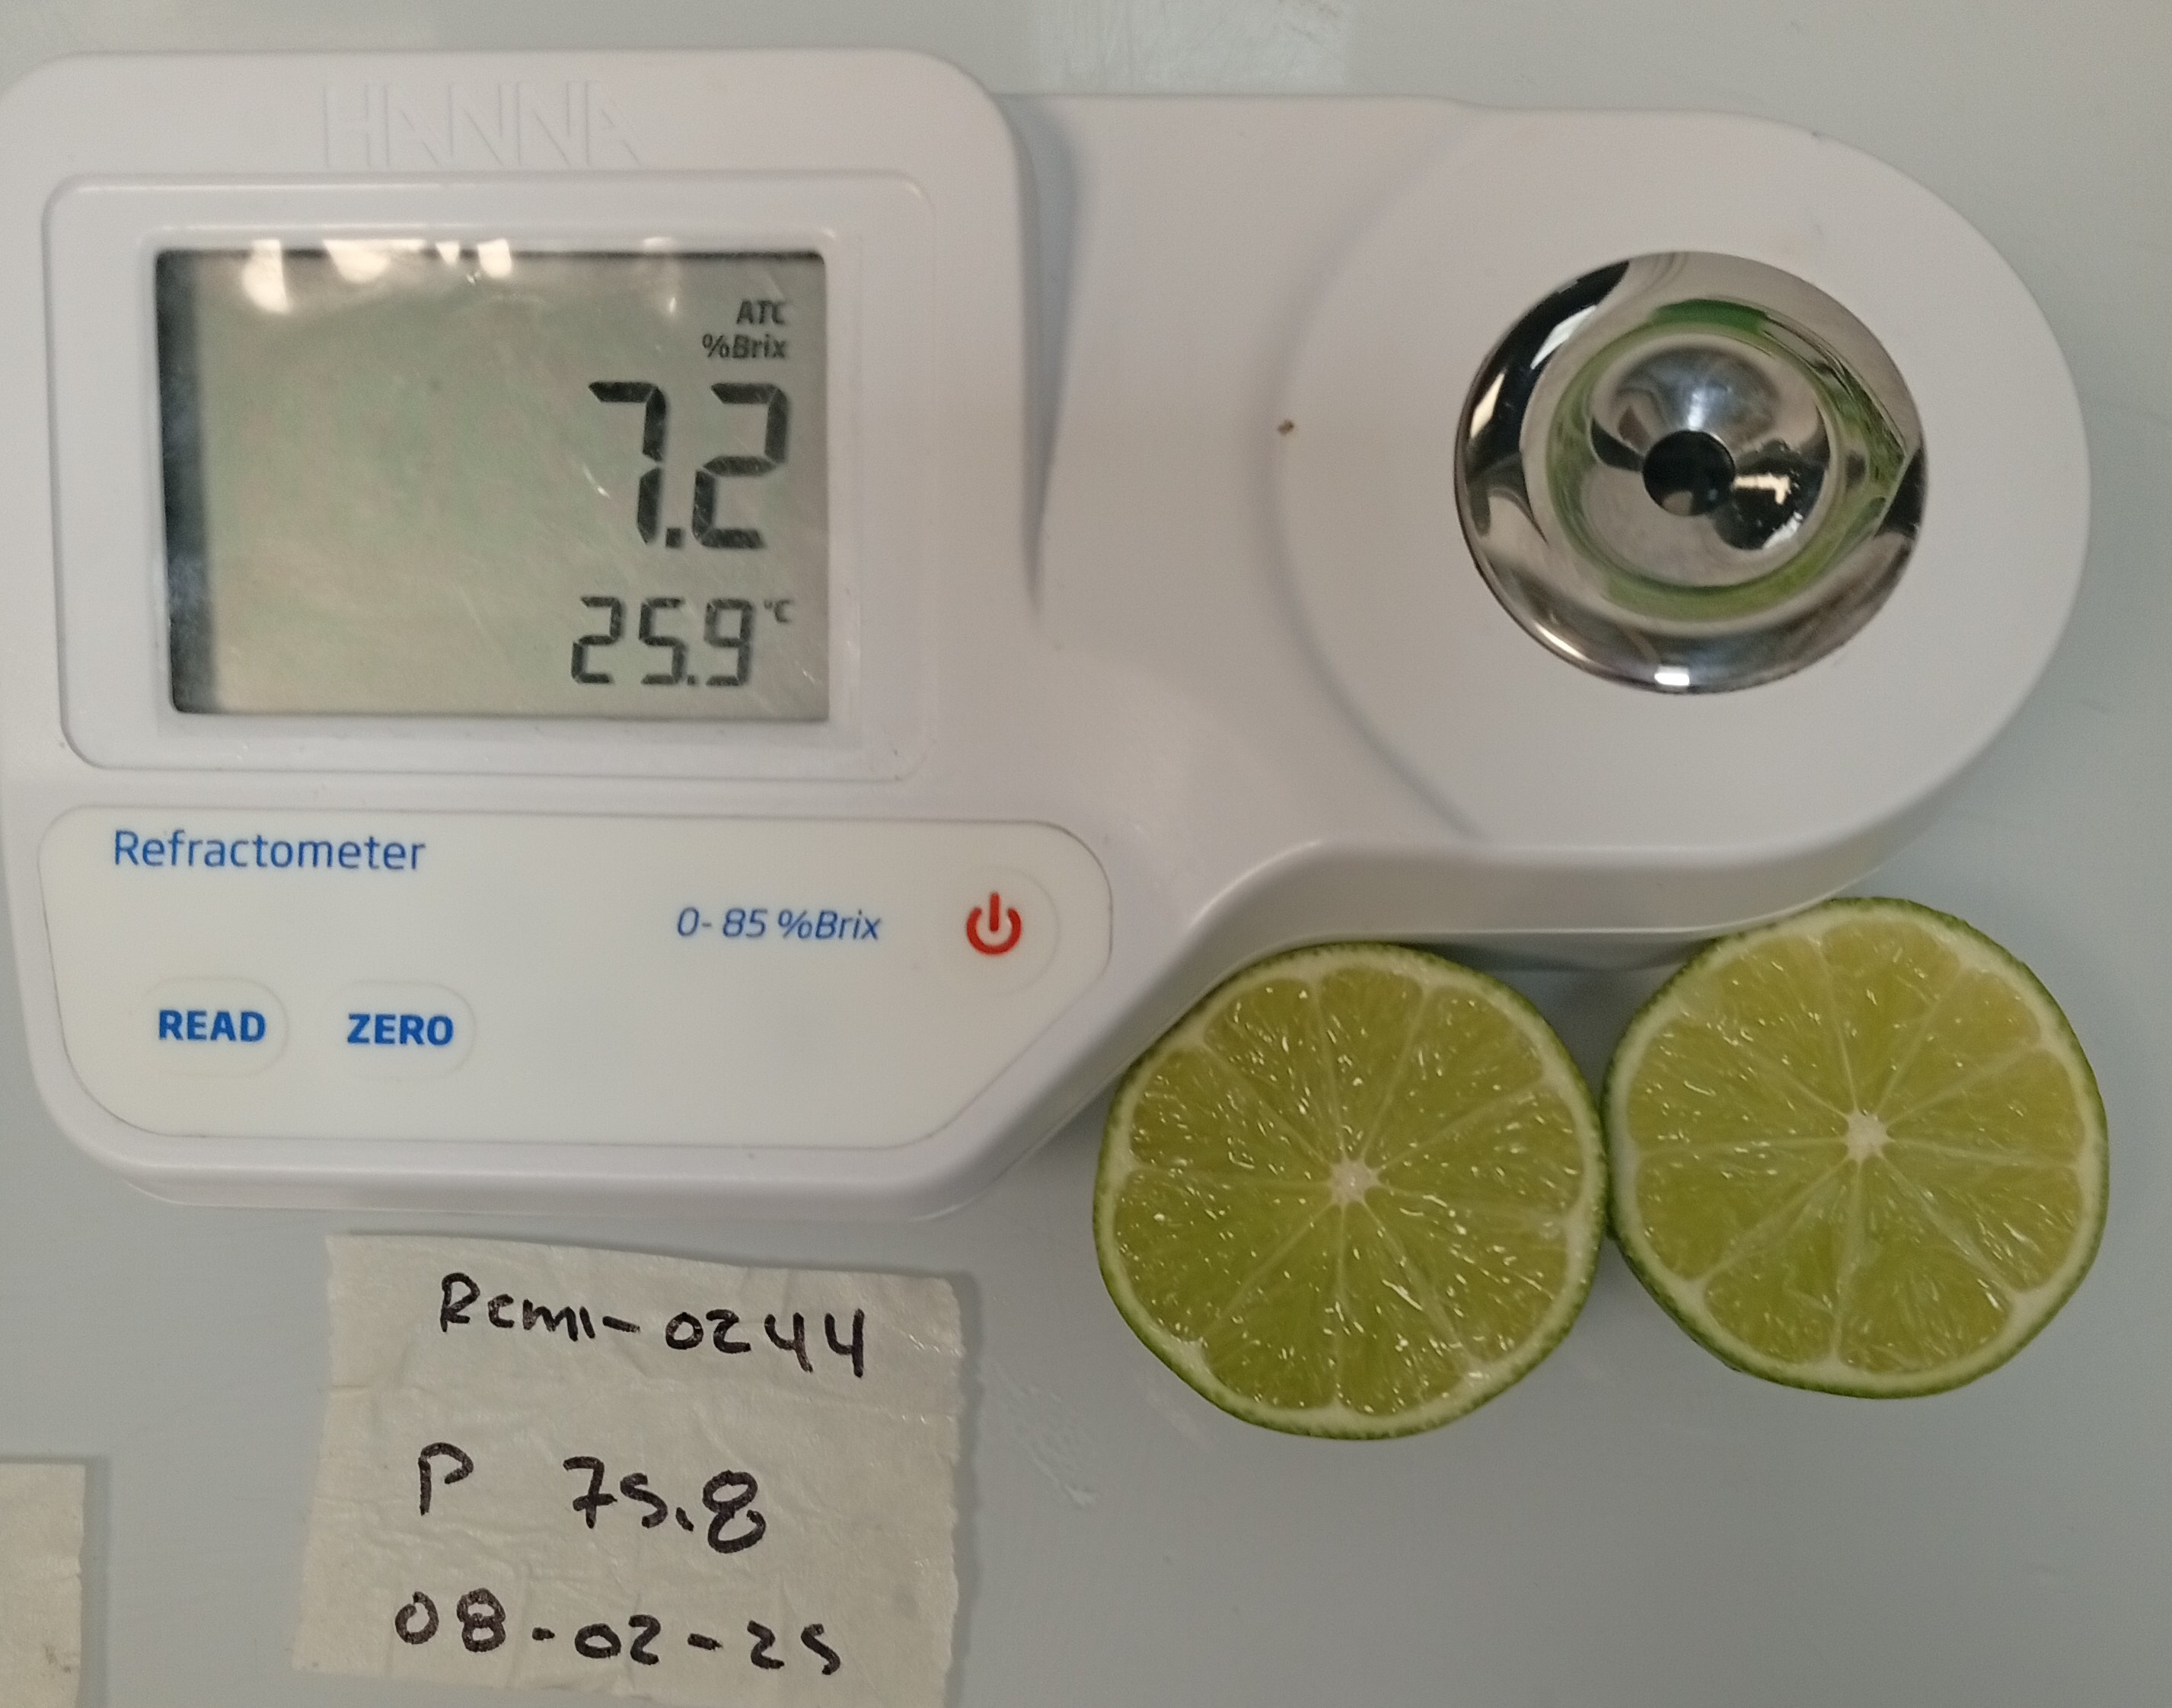 HANNA
ATC
%Brix
7.2
25.9 °C
Refractometer
0-85 %Brix
READ ZERO
Rcmi-0244
P 75.8
08-02-25